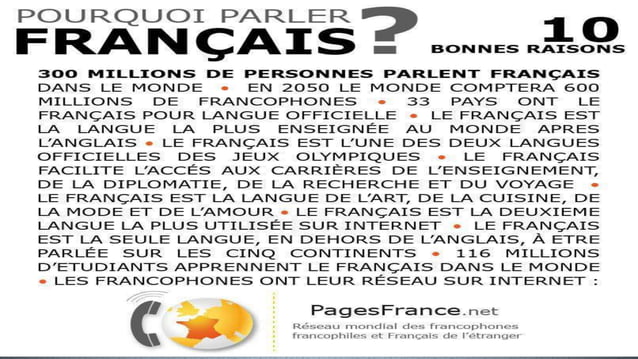 POURQUOI PARLER
FRANÇAIS ?
10
BONNES RAISONS
300 MILLIONS DE PERSONNES PARLENT FRANÇAIS
DANS LE MONDE • EN 2050 LE MONDE COMPTERA 600
MILLIONS DE FRANCOPHONES • 33 PAYS ONT LE
FRANÇAIS POUR LANGUE OFFICIELLE • LE FRANÇAIS EST
LA LANGUE LA PLUS ENSEIGNÉE AU MONDE APRES
L'ANGLAIS • LE FRANÇAIS EST L'UNE DES DEUX LANGUES
OFFICIELLES DES JEUX OLYMPIQUES • LE FRANÇAIS
FACILITE L'ACCÉS AUX CARRIÈRES DE L'ENSEIGNEMENT,
DE LA DIPLOMATIE, DE LA RECHERCHE ET DU VOYAGE •
LE FRANÇAIS EST LA LANGUE DE L'ART, DE LA CUISINE, DE
LA MODE ET DE L'AMOUR • LE FRANÇAIS EST LA DEUXIEME
LANGUE LA PLUS UTILISÉE SUR INTERNET • LE FRANÇAIS
EST LA SEULE LANGUE, EN DEHORS DE L'ANGLAIS, À ETRE
PARLÉE SUR LES CINQ CONTINENTS • 116 MILLIONS
D'ETUDIANTS APPRENNENT LE FRANÇAIS DANS LE MONDE
• LES FRANCOPHONES ONT LEUR RÉSEAU SUR INTERNET :
PagesFrance.net
Réseau mondial des francophones
francophiles et Français de l'étranger